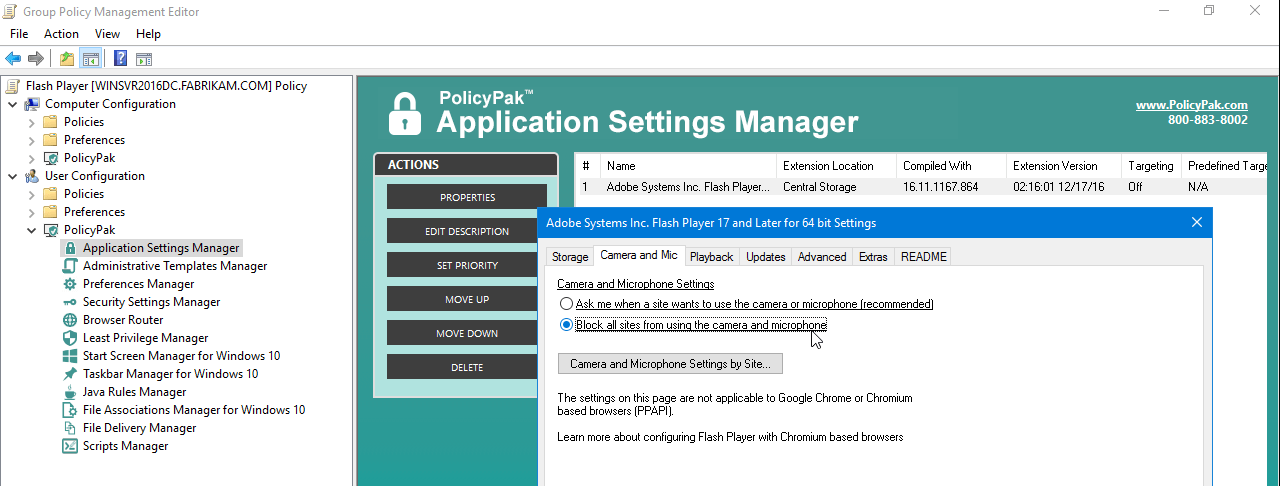 Group Policy Management Editor
File Action View Help
Flash Player [WINSVR2016DC.FABRIKAM.COM] Policy
Computer Configuration
Policies
Preferences
PolicyPak
User Configuration
Policies
Preferences
PolicyPak
Application Settings Manager
Administrative Templates Manager
Preferences Manager
Security Settings Manager
Browser Router
Least Privilege Manager
Start Screen Manager for Windows 10
Taskbar Manager for Windows 10
Java Rules Manager
File Associations Manager for Windows 10
File Delivery Manager
Scripts Manager
PolicyPak™
Application Settings Manager
www.PolicyPak.com
800-883-8002
ACTIONS
PROPERTIES
EDIT DESCRIPTION
SET PRIORITY
MOVE UP
MOVE DOWN
DELETE
# Name Extension Location Compiled With Extension Version Targeting Predefined Targe
1 Adobe Systems Inc. Flash Player... Central Storage 16.11.1167.864 02:16:01 12/17/16 Off N/A
Adobe Systems Inc. Flash Player 17 and Later for 64 bit Settings
Storage Camera and Mic Playback Updates Advanced Extras README
Camera and Microphone Settings
Ask me when a site wants to use the camera or microphone (recommended)
Block all sites from using the camera and microphone
Camera and Microphone Settings by Site...
The settings on this page are not applicable to Google Chrome or Chromium
based browsers (PPAPI).
Learn more about configuring Flash Player with Chromium based browsers